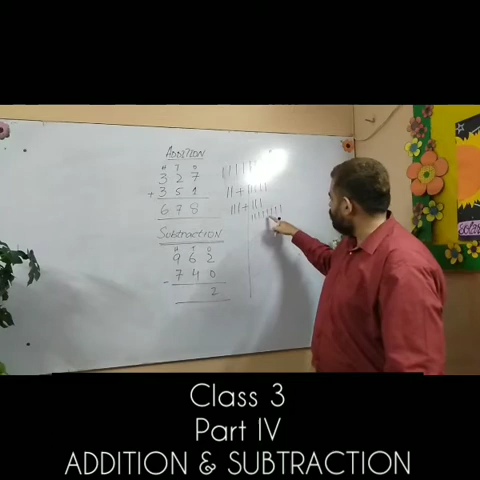 ADDITION
H T O
3 2 7
+ 3 5 1
6 7 8
SUBTRACTION
H T O
9 6 2
- 7 4 0
2
Class 3
Part IV
ADDITION & SUBTRACTION